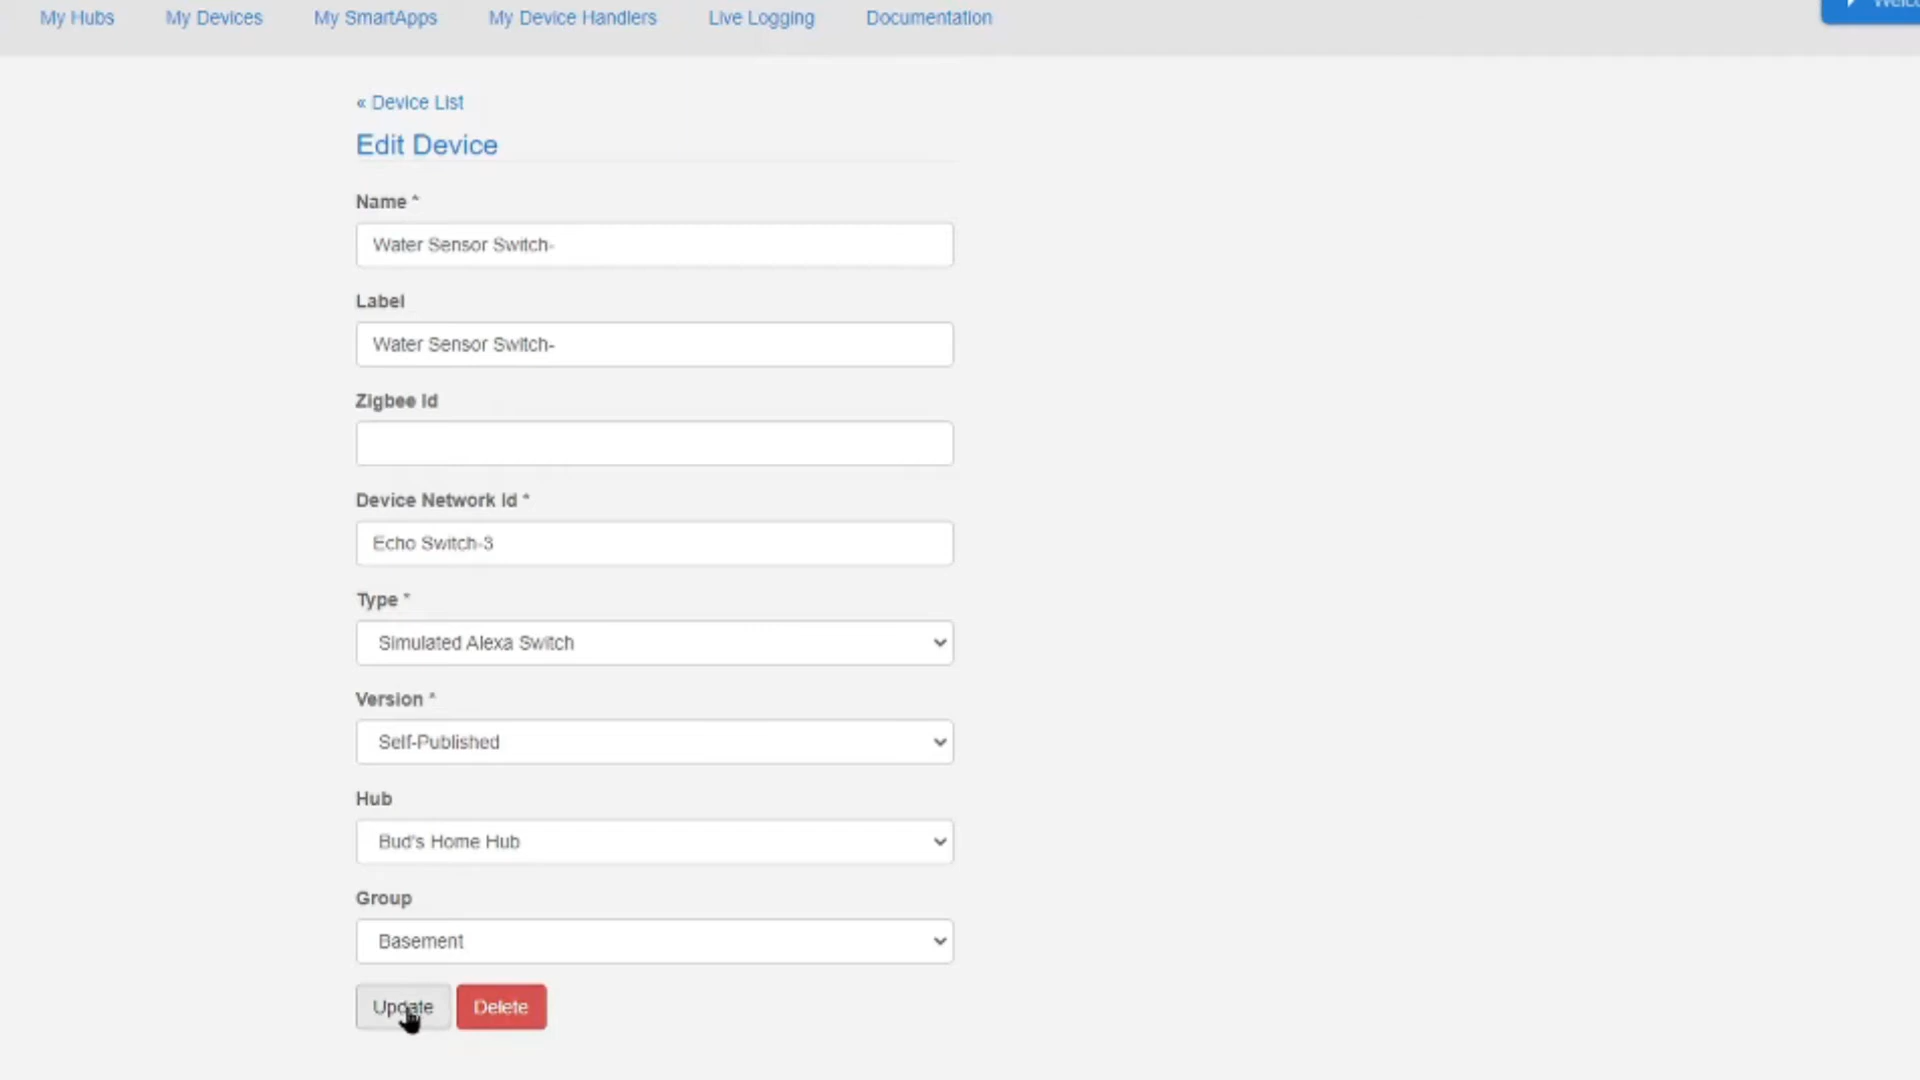 My Hubs My Devices My SmartApps My Device Handlers Live Logging Documentation
« Device List
Edit Device
Name *
Water Sensor Switch-
Label
Water Sensor Switch-
Zigbee Id
Device Network Id *
Echo Switch-3
Type *
Simulated Alexa Switch
Version *
Self-Published
Hub
Bud's Home Hub
Group
Basement
Update Delete